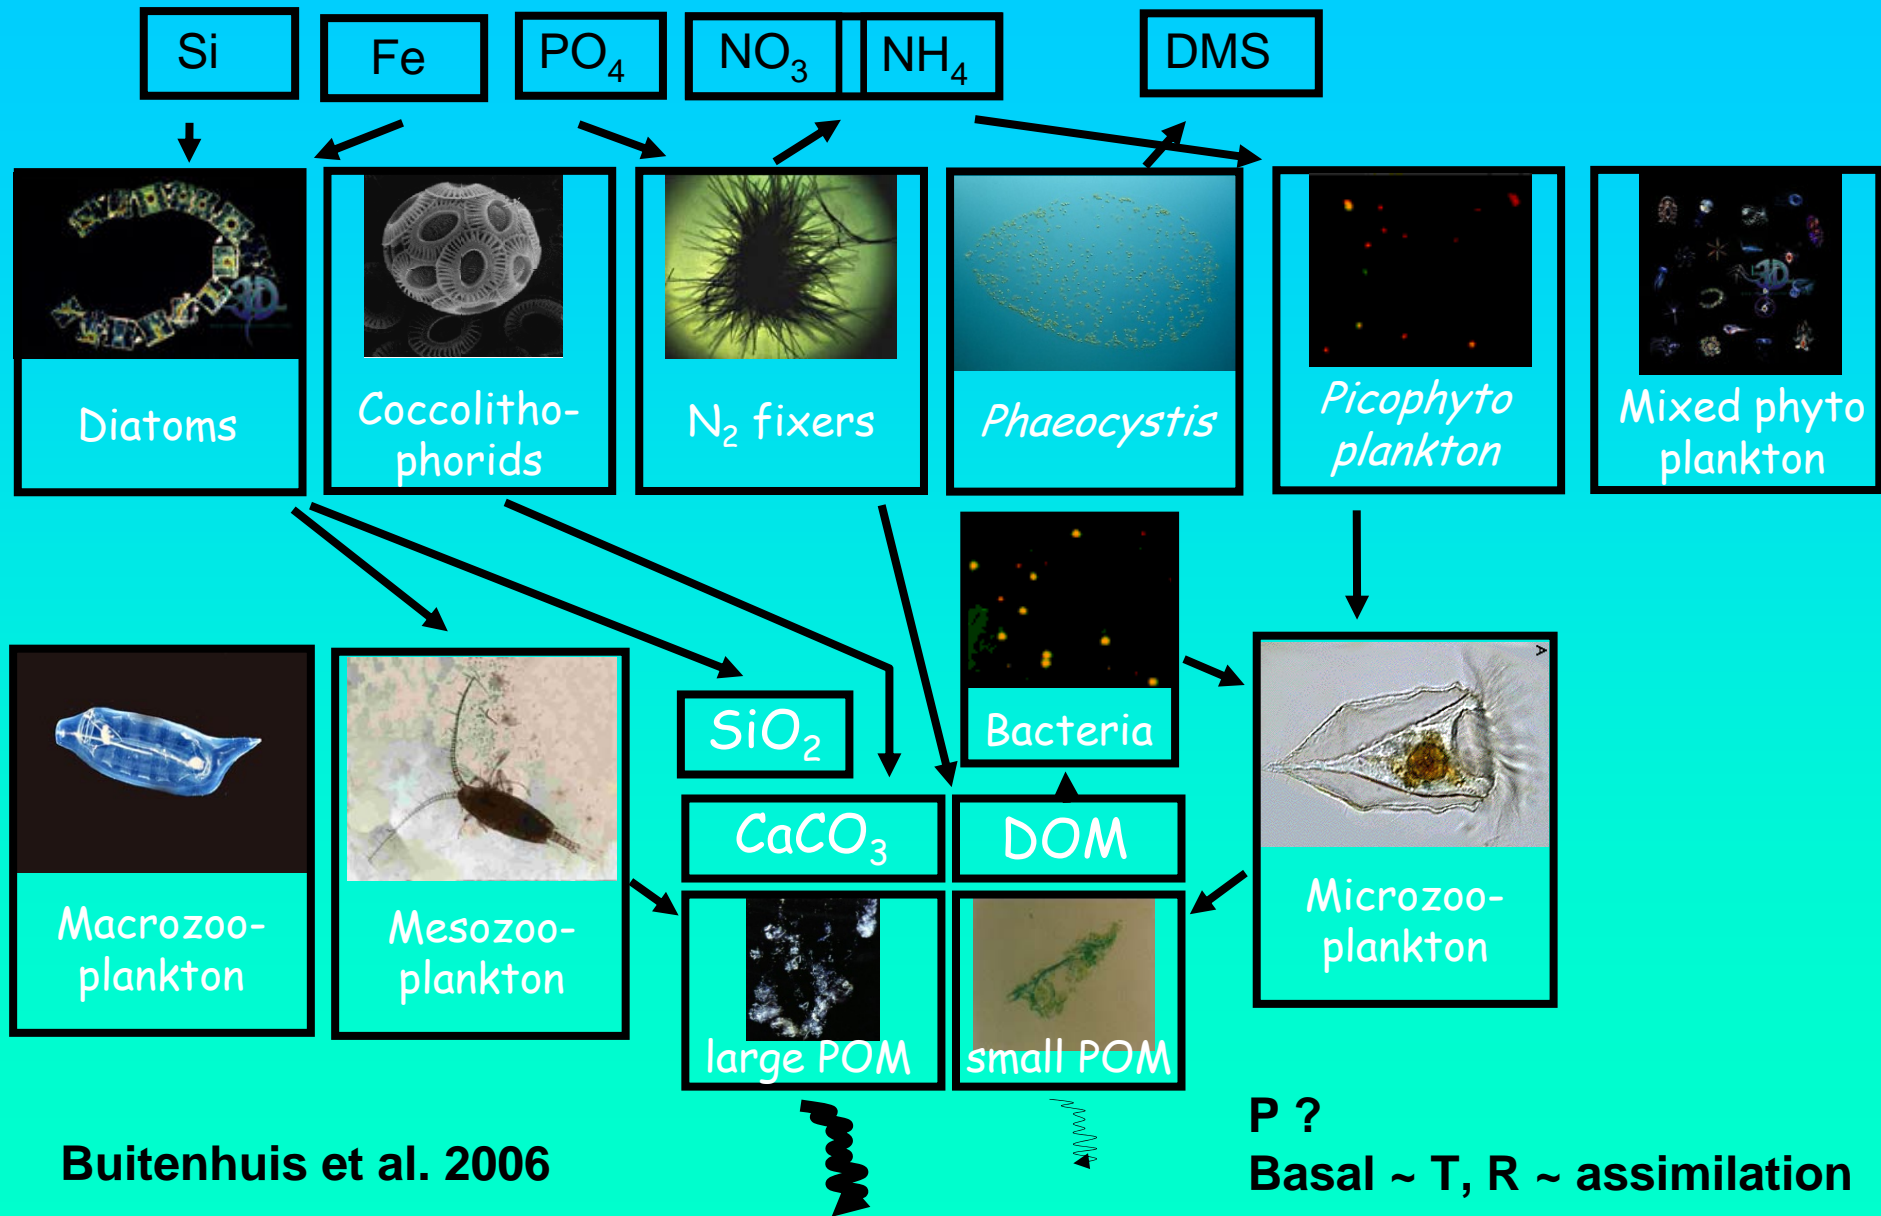 Si
Fe
PO₄
NO₃
NH₄
DMS
3D
Diatoms
Coccolitho-
phorids
N₂ fixers
Phaeocystis
Picophyto
plankton
Mixed phyto
plankton
Bacteria
A
SiO₂
CaCO₃
DOM
Macrozoo-
plankton
Mesozoo-
plankton
Microzoo-
plankton
large POM
small POM
P ?
Buitenhuis et al. 2006
Basal ~ T, R ~ assimilation